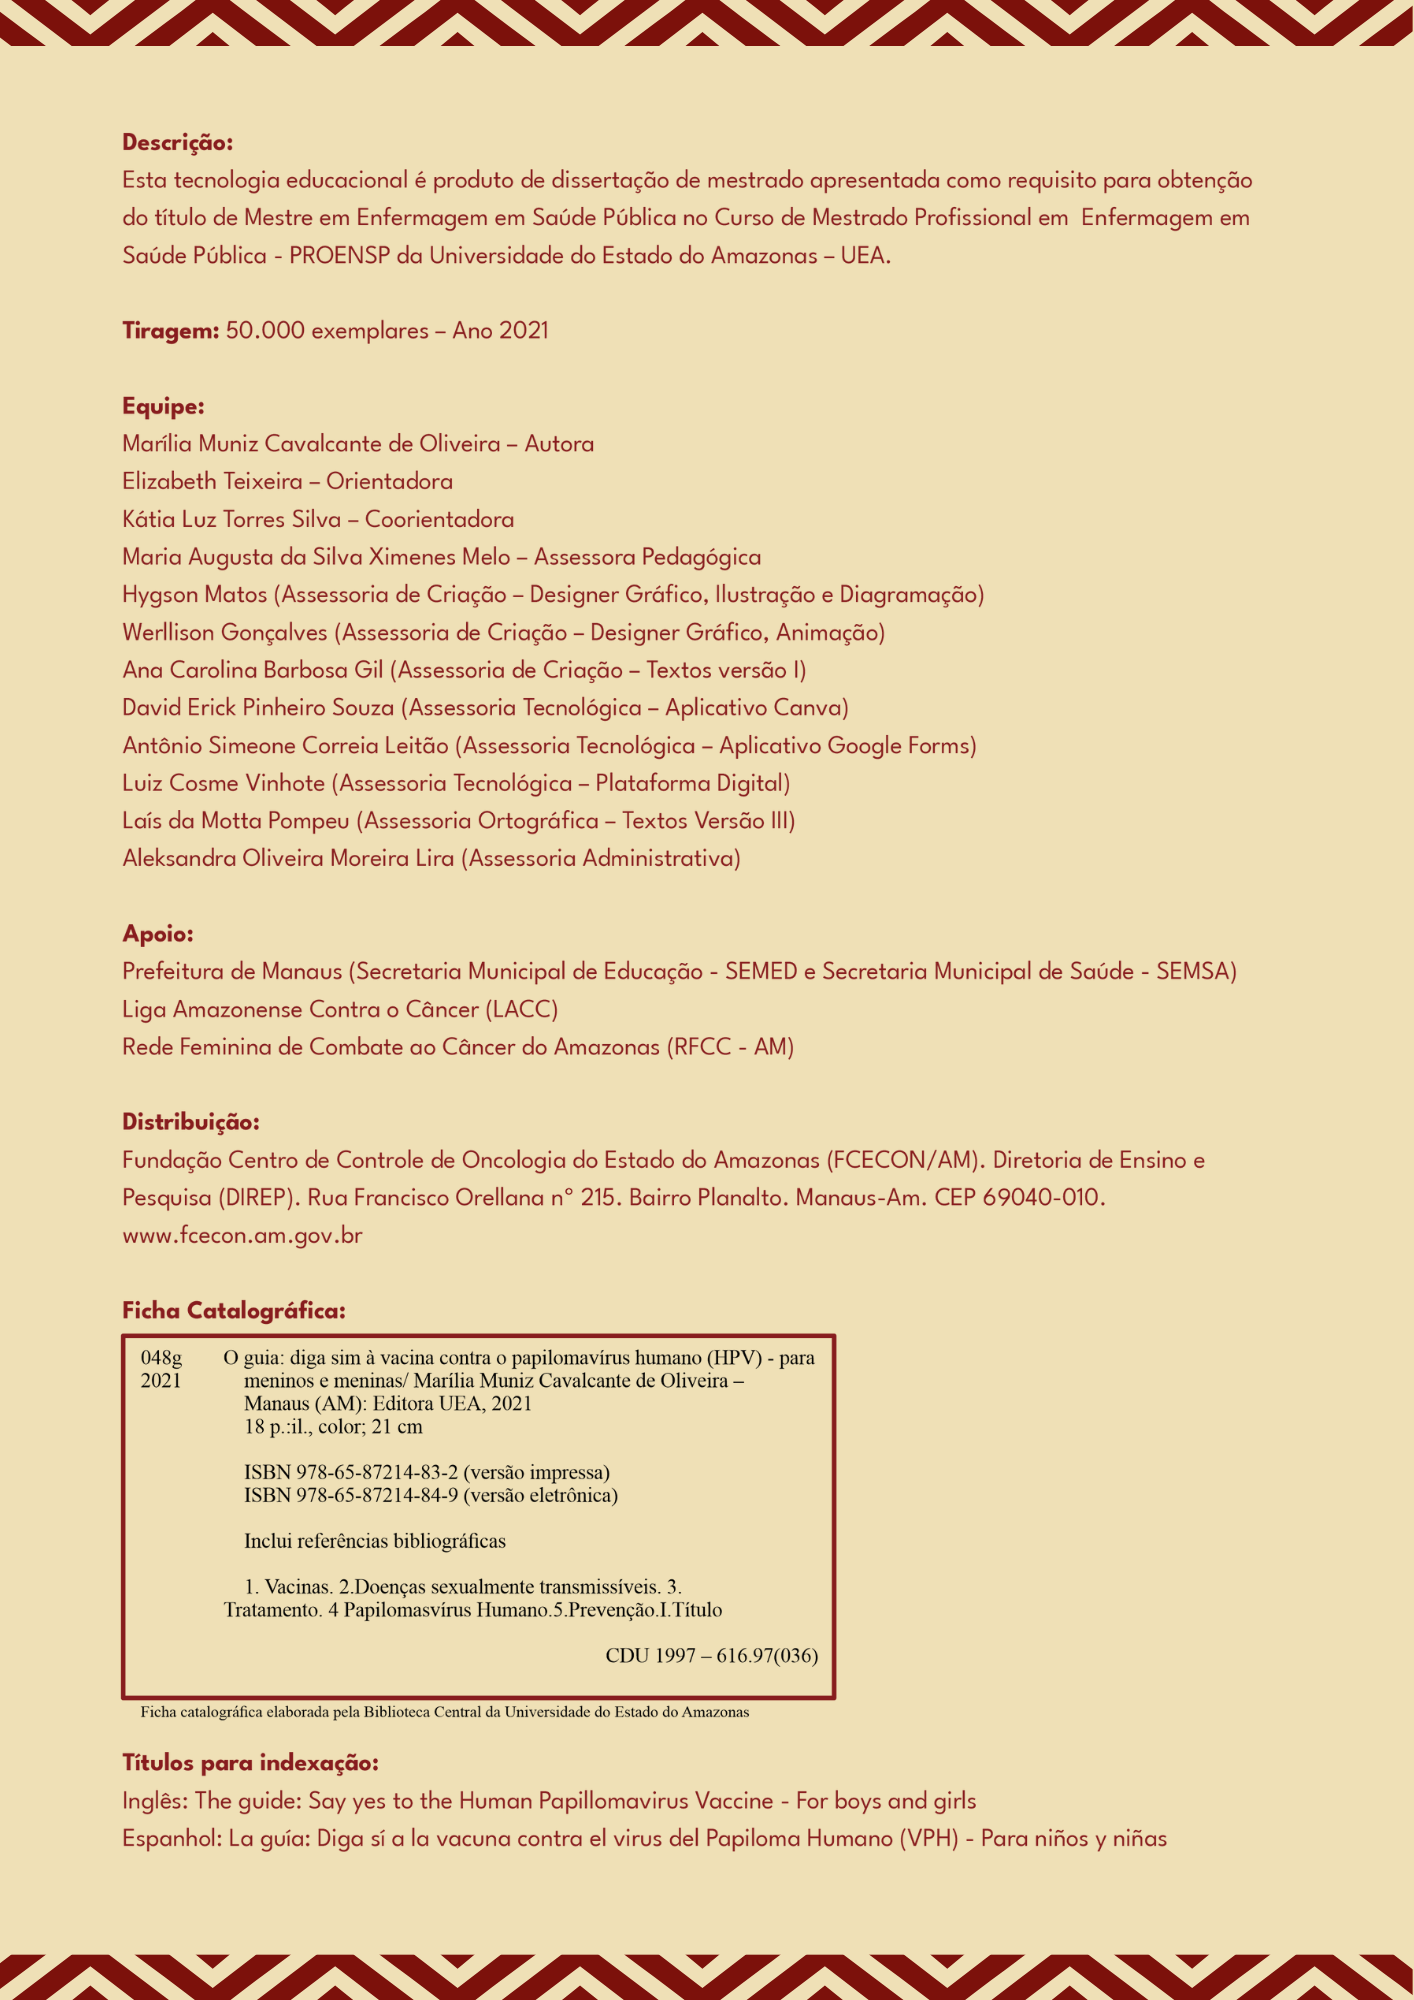 Descrição:
Esta tecnologia educacional é produto de dissertação de mestrado apresentada como requisito para obtenção
do título de Mestre em Enfermagem em Saúde Pública no Curso de Mestrado Profissional em  Enfermagem em
Saúde Pública - PROENSP da Universidade do Estado do Amazonas – UEA.
Tiragem: 50.000 exemplares – Ano 2021
Equipe:
Marília Muniz Cavalcante de Oliveira – Autora
Elizabeth Teixeira – Orientadora
Kátia Luz Torres Silva – Coorientadora
Maria Augusta da Silva Ximenes Melo – Assessora Pedagógica
Hygson Matos (Assessoria de Criação – Designer Gráfico, Ilustração e Diagramação)
Werllison Gonçalves (Assessoria de Criação – Designer Gráfico, Animação)
Ana Carolina Barbosa Gil (Assessoria de Criação – Textos versão I)
David Erick Pinheiro Souza (Assessoria Tecnológica – Aplicativo Canva)
Antônio Simeone Correia Leitão (Assessoria Tecnológica – Aplicativo Google Forms)
Luiz Cosme Vinhote (Assessoria Tecnológica – Plataforma Digital)
Laís da Motta Pompeu (Assessoria Ortográfica – Textos Versão III)
Aleksandra Oliveira Moreira Lira (Assessoria Administrativa)
Apoio:
Prefeitura de Manaus (Secretaria Municipal de Educação - SEMED e Secretaria Municipal de Saúde - SEMSA)
Liga Amazonense Contra o Câncer (LACC)
Rede Feminina de Combate ao Câncer do Amazonas (RFCC - AM)
Distribuição:
Fundação Centro de Controle de Oncologia do Estado do Amazonas (FCECON/AM). Diretoria de Ensino e
Pesquisa (DIREP). Rua Francisco Orellana nº 215. Bairro Planalto. Manaus-Am. CEP 69040-010.
www.fcecon.am.gov.br
Ficha Catalográfica:
048g O guia: diga sim à vacina contra o papilomavírus humano (HPV) - para
2021 meninos e meninas/ Marília Muniz Cavalcante de Oliveira –
Manaus (AM): Editora UEA, 2021
18 p.:il., color; 21 cm
ISBN 978-65-87214-83-2 (versão impressa)
ISBN 978-65-87214-84-9 (versão eletrônica)
Inclui referências bibliográficas
1. Vacinas. 2.Doenças sexualmente transmissíveis. 3.
Tratamento. 4 Papilomasvírus Humano.5.Prevenção.I.Título
CDU 1997 – 616.97(036)
Ficha catalográfica elaborada pela Biblioteca Central da Universidade do Estado do Amazonas
Títulos para indexação:
Inglês: The guide: Say yes to the Human Papillomavirus Vaccine - For boys and girls
Espanhol: La guía: Diga sí a la vacuna contra el virus del Papiloma Humano (VPH) - Para niños y niñas